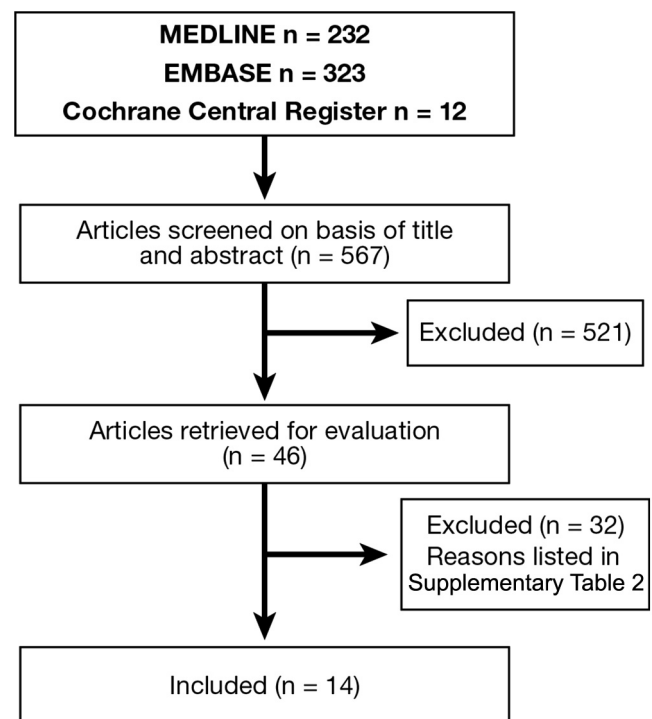 MEDLINE n = 232
EMBASE n = 323
Cochrane Central Register n = 12
Articles screened on basis of title
and abstract (n = 567)
Excluded (n = 521)
Articles retrieved for evaluation
(n = 46)
Excluded (n = 32)
Reasons listed in
Supplementary Table 2
Included (n = 14)